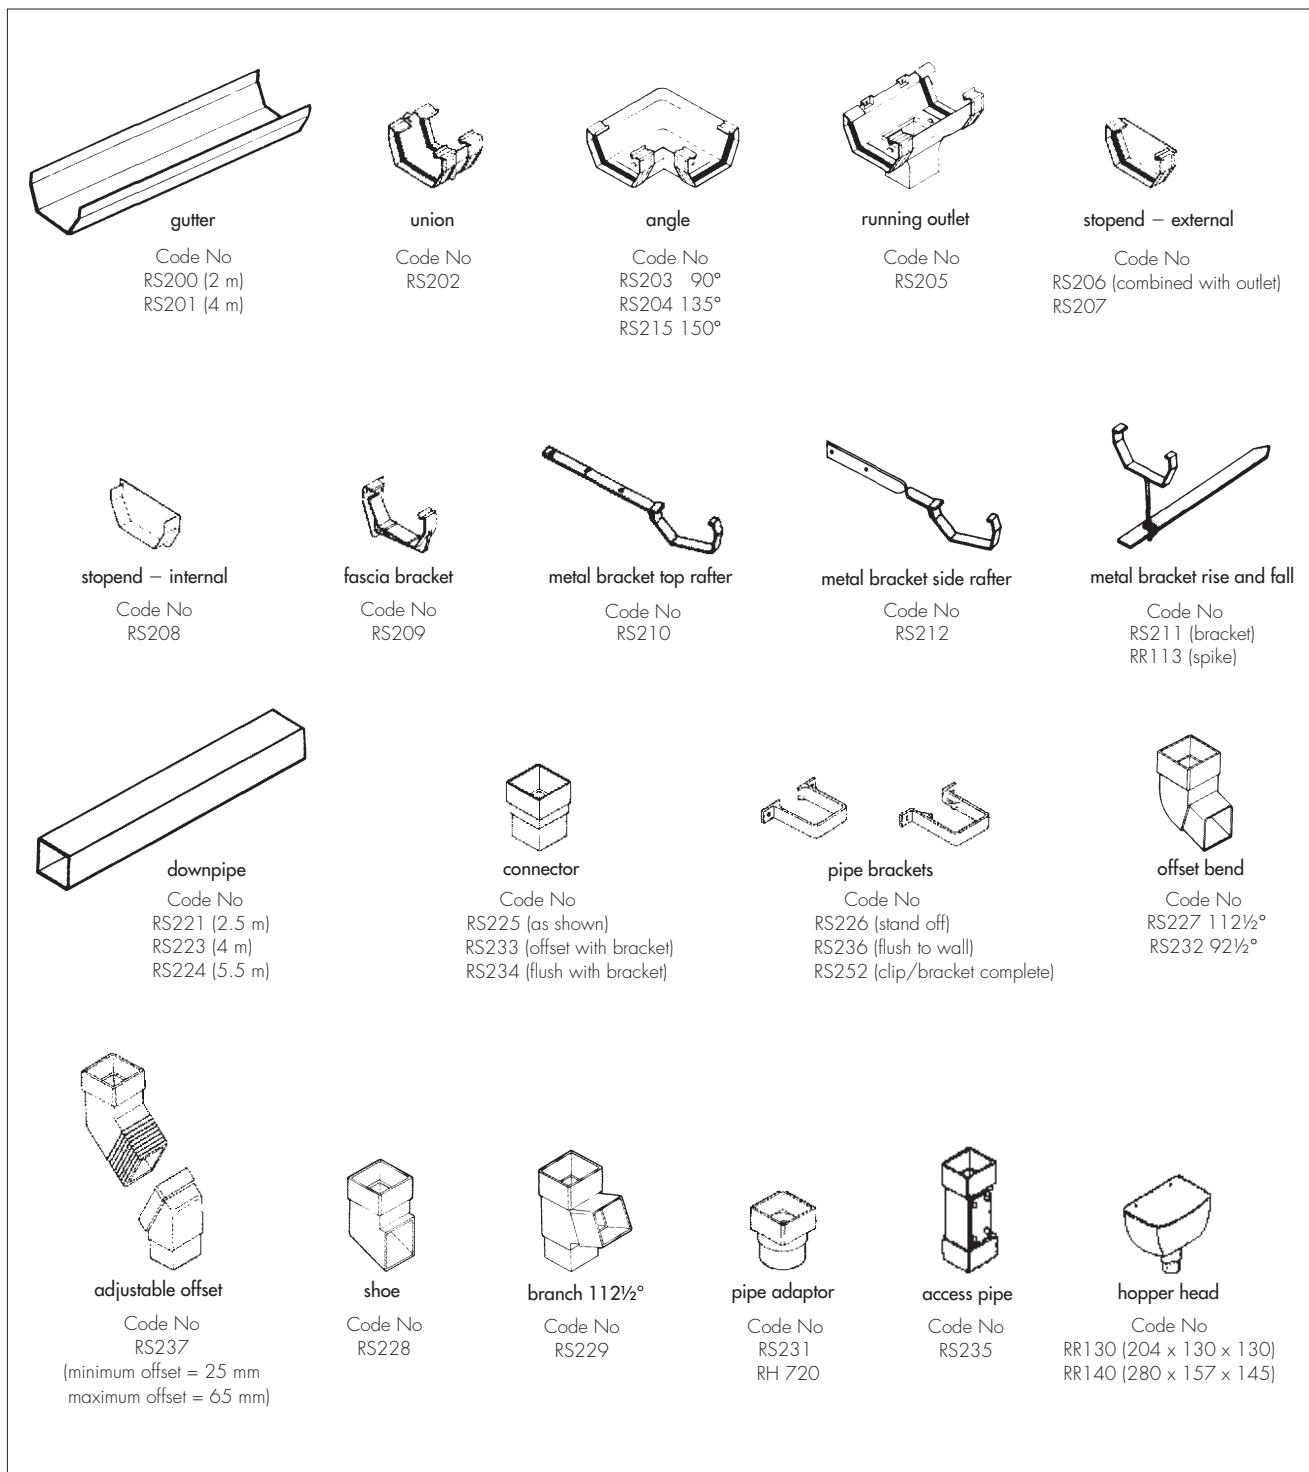 gutter
Code No
RS200 (2 m)
RS201 (4 m)
union
Code No
RS202
angle
Code No
RS203 90°
RS204 135°
RS215 150°
running outlet
Code No
RS205
stopend – external
Code No
RS206 (combined with outlet)
RS207
stopend – internal
Code No
RS208
fascia bracket
Code No
RS209
metal bracket top rafter
Code No
RS210
metal bracket side rafter
Code No
RS212
metal bracket rise and fall
Code No
RS211 (bracket)
RR113 (spike)
downpipe
Code No
RS221 (2.5 m)
RS223 (4 m)
RS224 (5.5 m)
connector
Code No
RS225 (as shown)
RS233 (offset with bracket)
RS234 (flush with bracket)
pipe brackets
Code No
RS226 (stand off)
RS236 (flush to wall)
RS252 (clip/bracket complete)
offset bend
Code No
RS227 112½°
RS232 92½°
adjustable offset
Code No
RS237
(minimum offset = 25 mm
maximum offset = 65 mm)
shoe
Code No
RS228
branch 112½°
Code No
RS229
pipe adaptor
Code No
RS231
RH 720
access pipe
Code No
RS235
hopper head
Code No
RR130 (204 x 130 x 130)
RR140 (280 x 157 x 145)